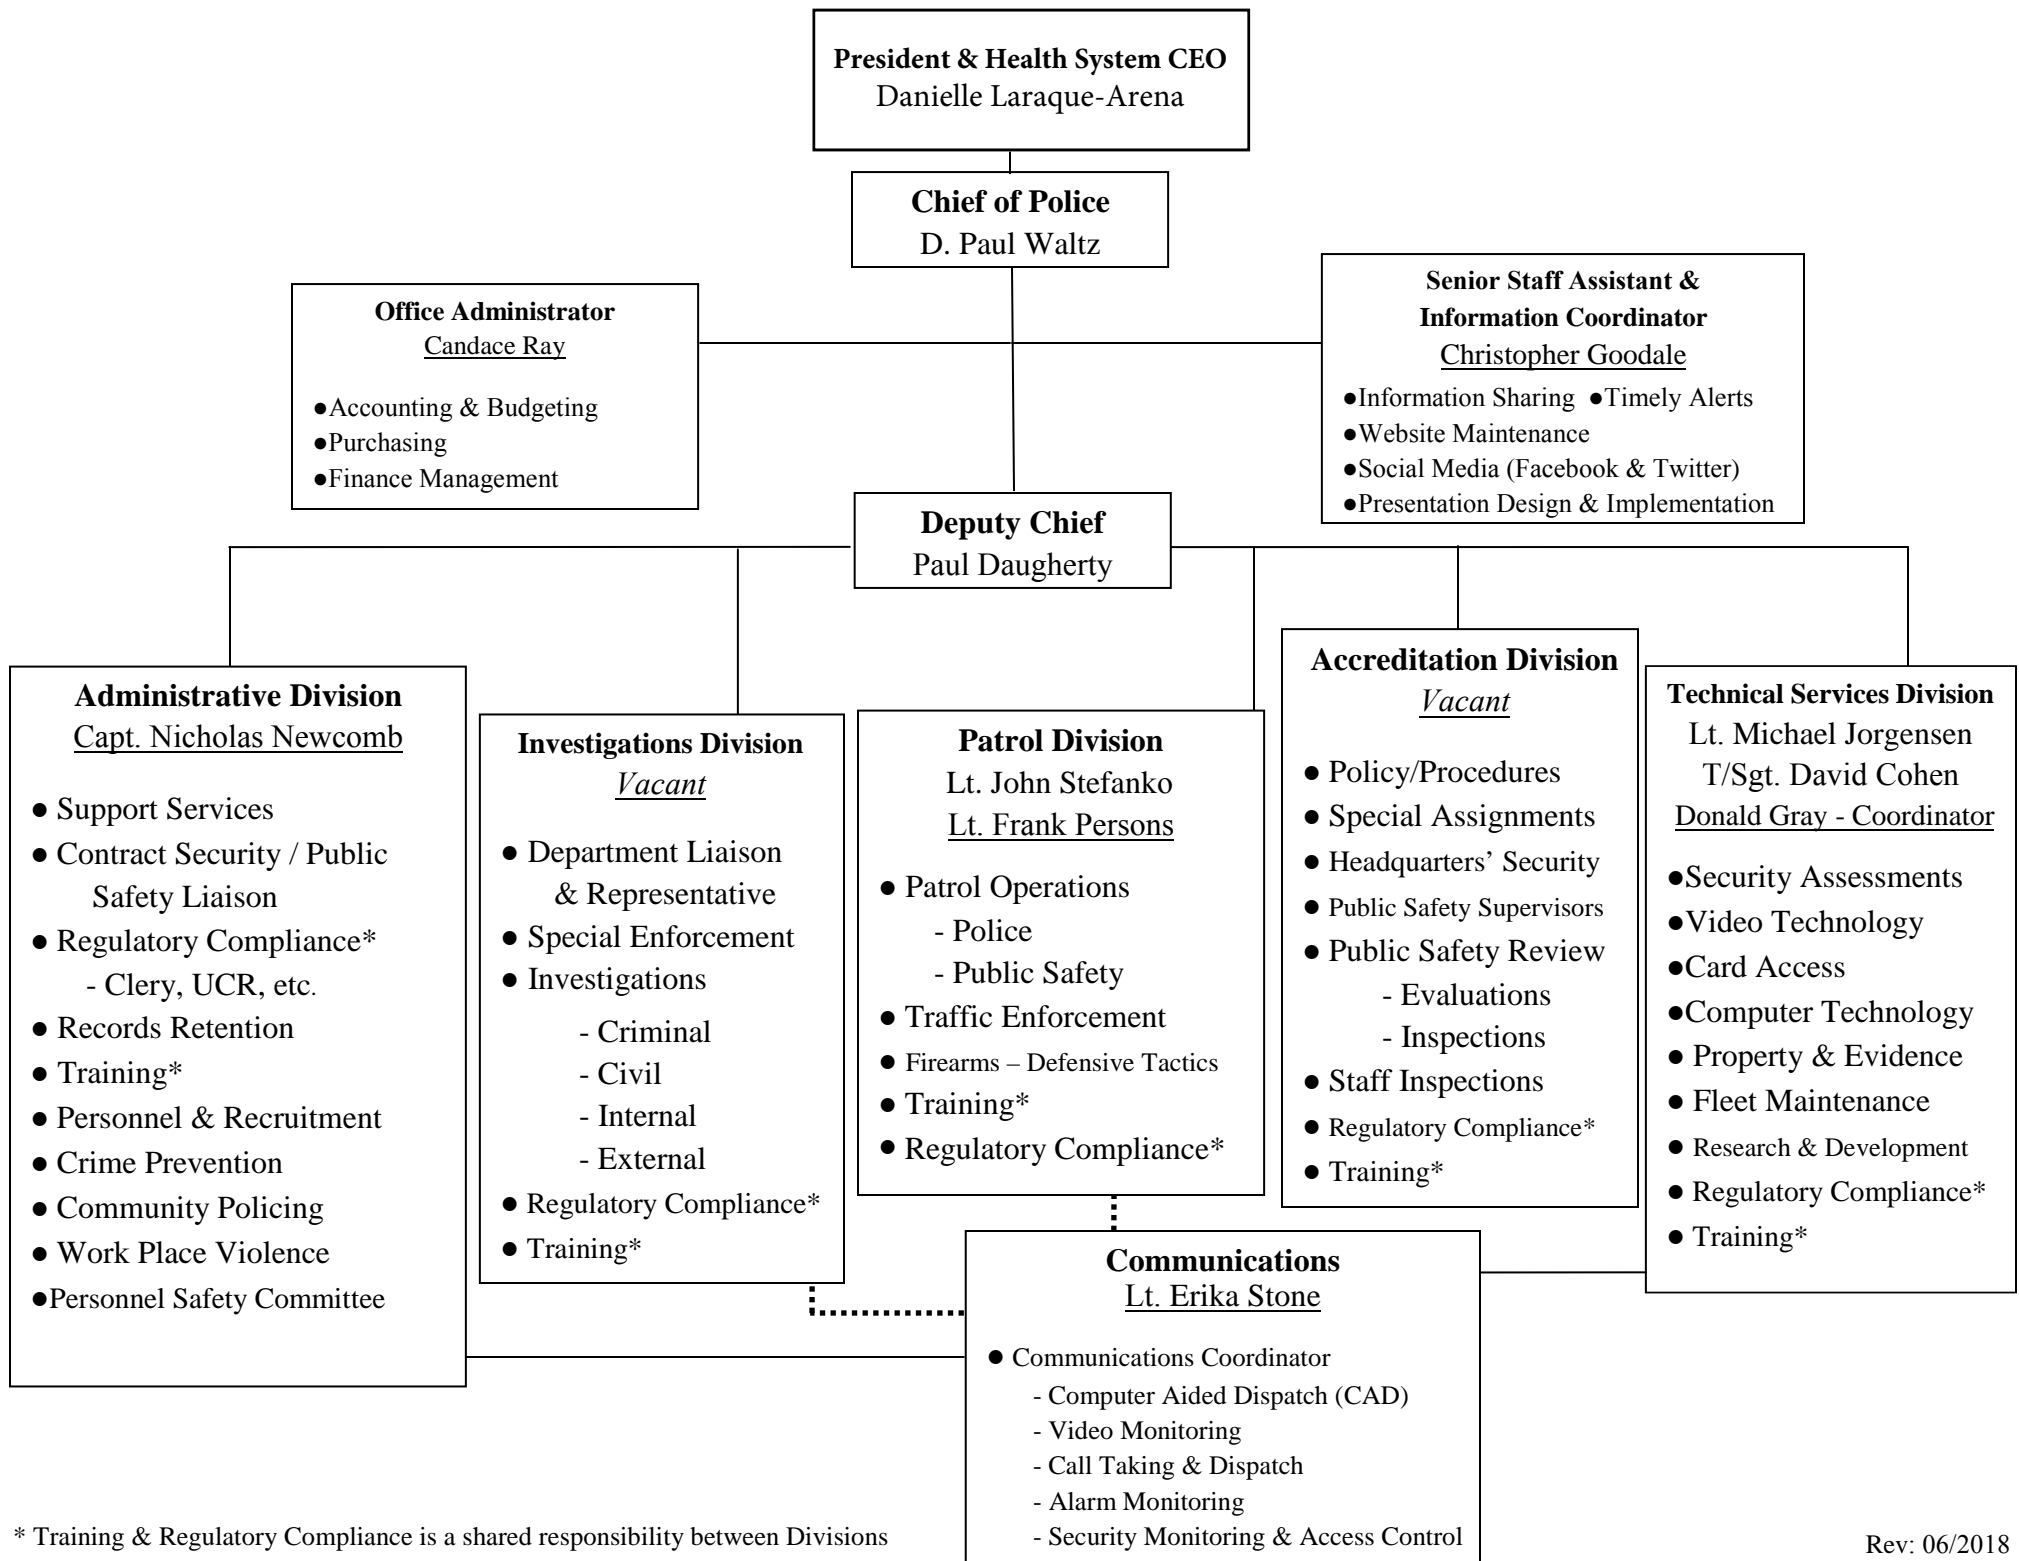 President & Health System CEO
Danielle Laraque-Arena
Chief of Police
D. Paul Waltz
Office Administrator
Candace Ray
●Accounting & Budgeting
●Purchasing
●Finance Management
Senior Staff Assistant &
Information Coordinator
Christopher Goodale
●Information Sharing ●Timely Alerts
●Website Maintenance
●Social Media (Facebook & Twitter)
●Presentation Design & Implementation
Deputy Chief
Paul Daugherty
Administrative Division
Capt. Nicholas Newcomb
● Support Services
● Contract Security / Public
Safety Liaison
● Regulatory Compliance*
- Clery, UCR, etc.
● Records Retention
● Training*
● Personnel & Recruitment
● Crime Prevention
● Community Policing
● Work Place Violence
●Personnel Safety Committee
Investigations Division
Vacant
● Department Liaison
& Representative
● Special Enforcement
● Investigations
- Criminal
- Civil
- Internal
- External
● Regulatory Compliance*
● Training*
Patrol Division
Lt. John Stefanko
Lt. Frank Persons
● Patrol Operations
- Police
- Public Safety
● Traffic Enforcement
● Firearms – Defensive Tactics
● Training*
● Regulatory Compliance*
Accreditation Division
Vacant
● Policy/Procedures
● Special Assignments
● Headquarters’ Security
● Public Safety Supervisors
● Public Safety Review
- Evaluations
- Inspections
● Staff Inspections
● Regulatory Compliance*
● Training*
Technical Services Division
Lt. Michael Jorgensen
T/Sgt. David Cohen
Donald Gray - Coordinator
●Security Assessments
●Video Technology
●Card Access
●Computer Technology
● Property & Evidence
● Fleet Maintenance
● Research & Development
● Regulatory Compliance*
● Training*
Communications
Lt. Erika Stone
● Communications Coordinator
- Computer Aided Dispatch (CAD)
- Video Monitoring
- Call Taking & Dispatch
- Alarm Monitoring
- Security Monitoring & Access Control
* Training & Regulatory Compliance is a shared responsibility between Divisions
Rev: 06/2018